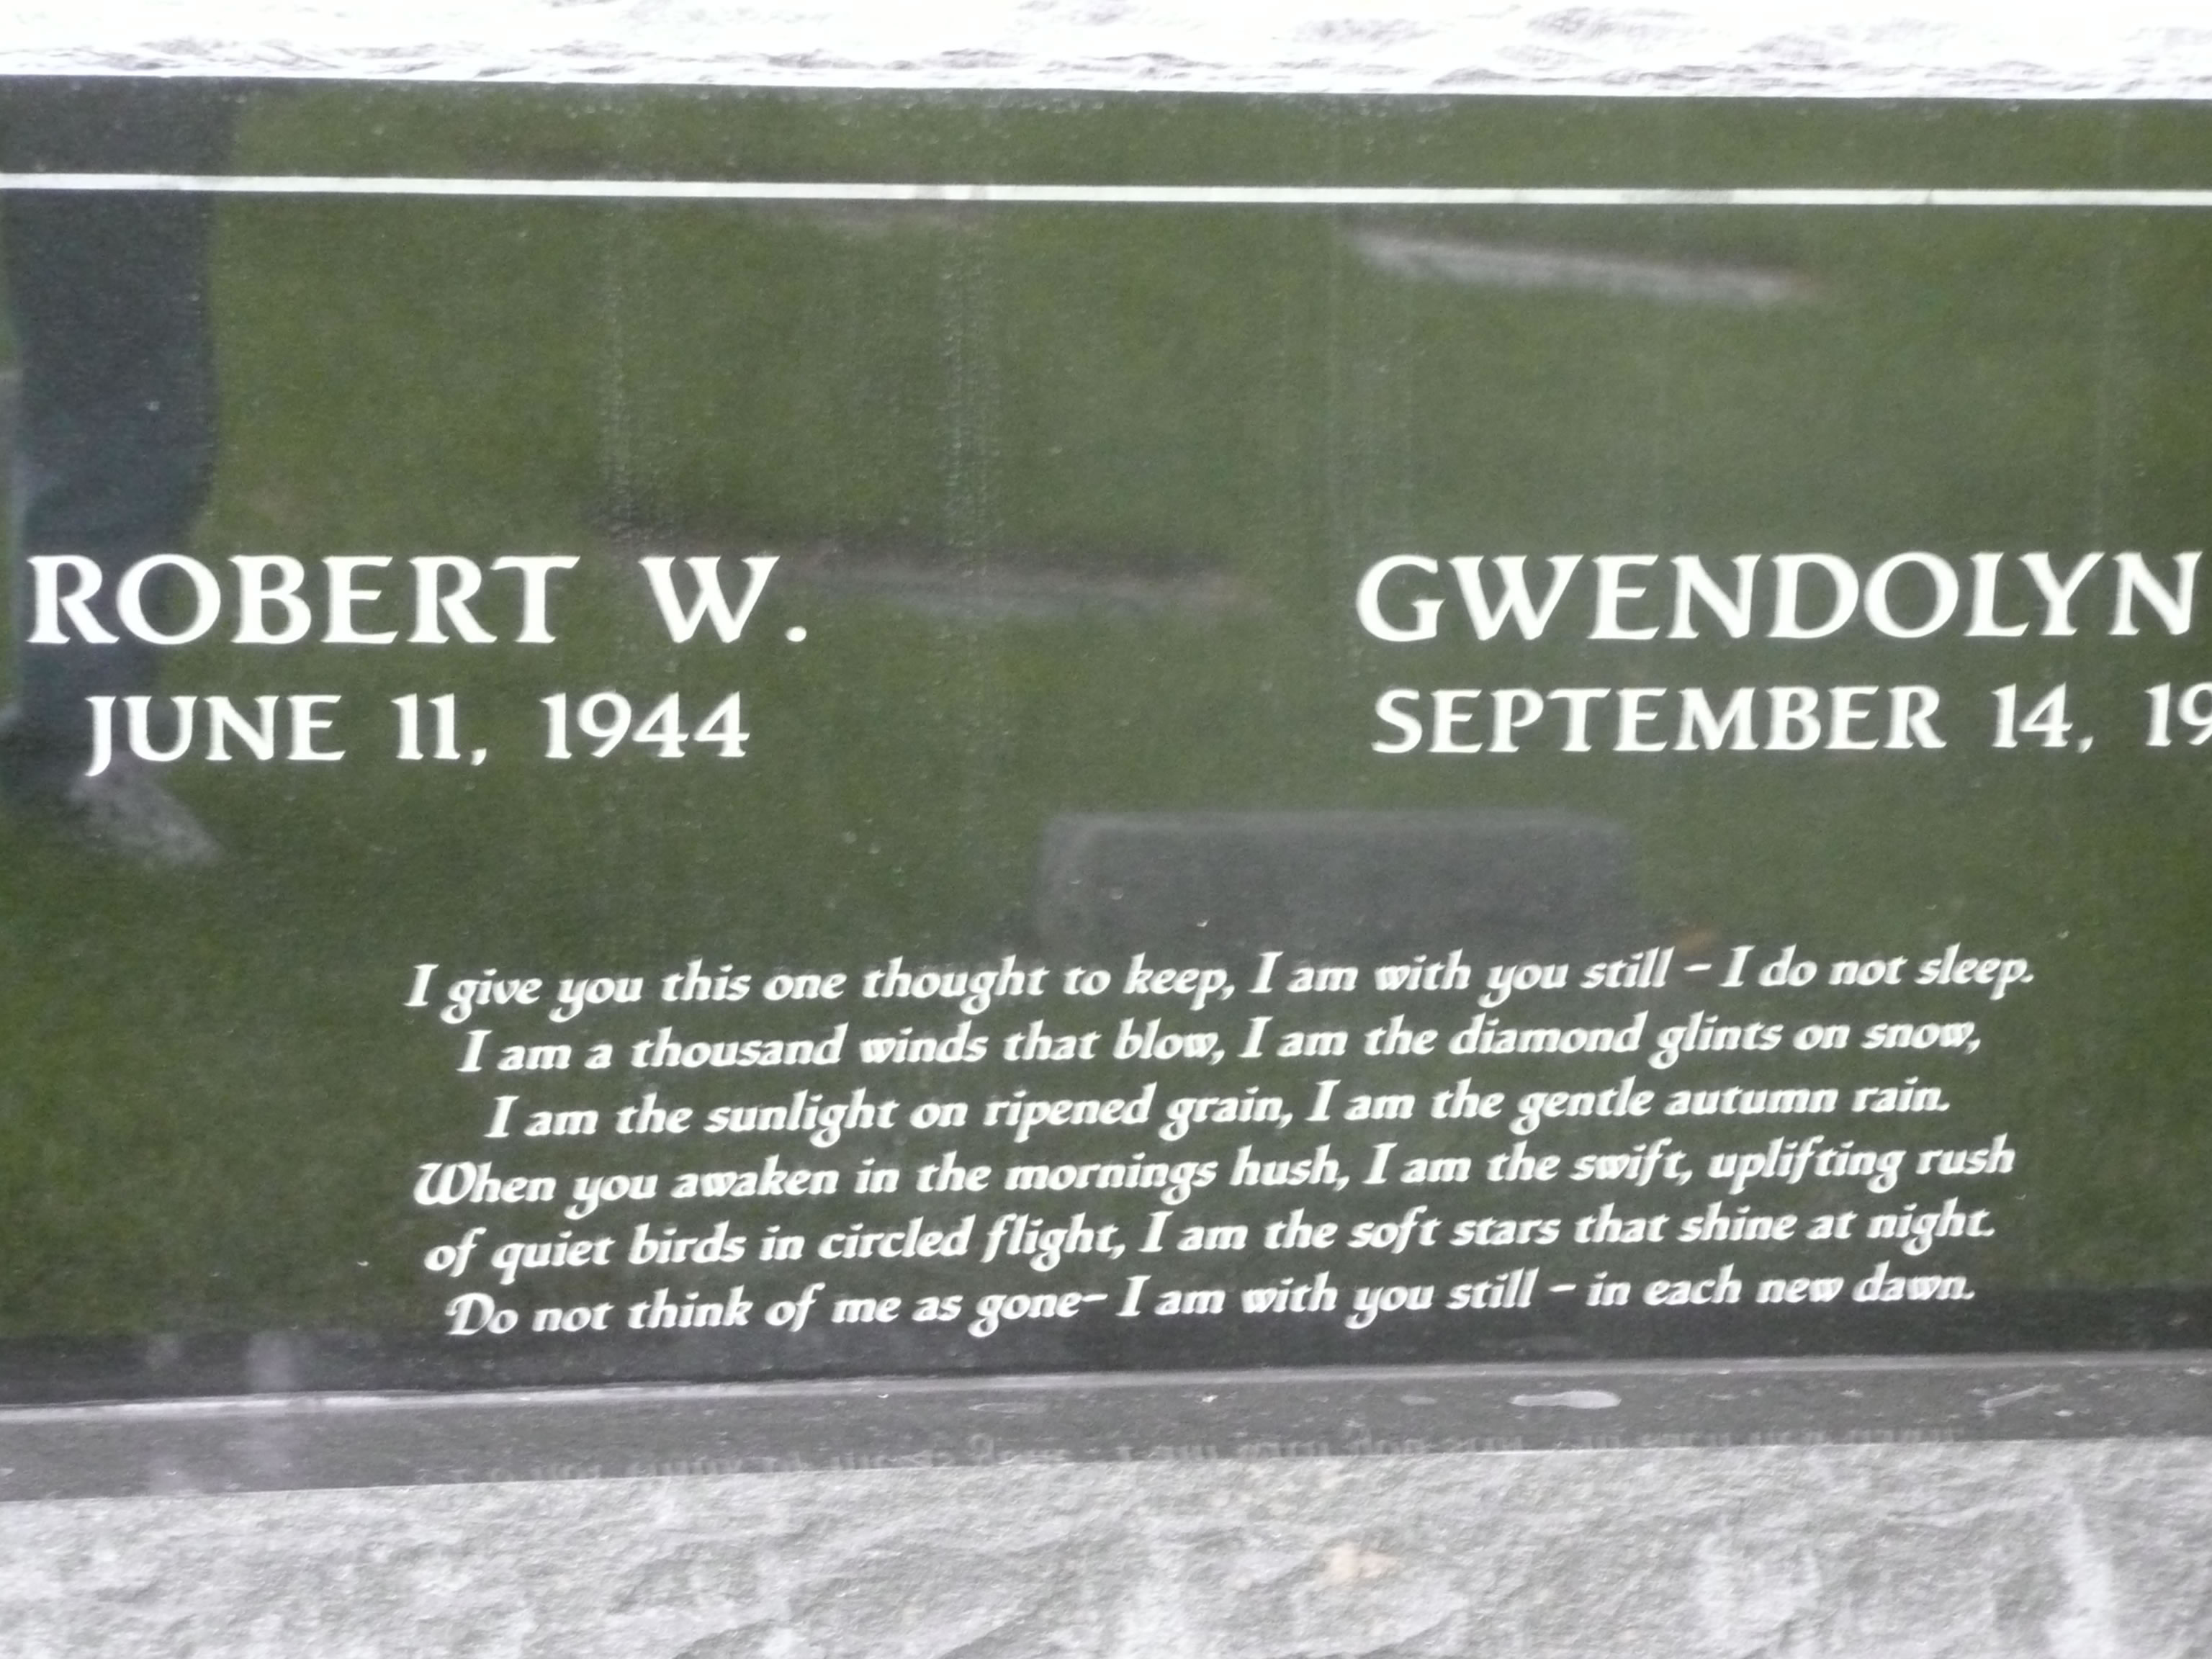 ROBERT W. GWENDOLYN
JUNE 11, 1944 SEPTEMBER 14, 19
I give you this one thought to keep, I am with you still – I do not sleep.
I am a thousand winds that blow, I am the diamond glints on snow,
I am the sunlight on ripened grain, I am the gentle autumn rain.
When you awaken in the mornings hush, I am the swift, uplifting rush
of quiet birds in circled flight, I am the soft stars that shine at night.
Do not think of me as gone– I am with you still – in each new dawn.